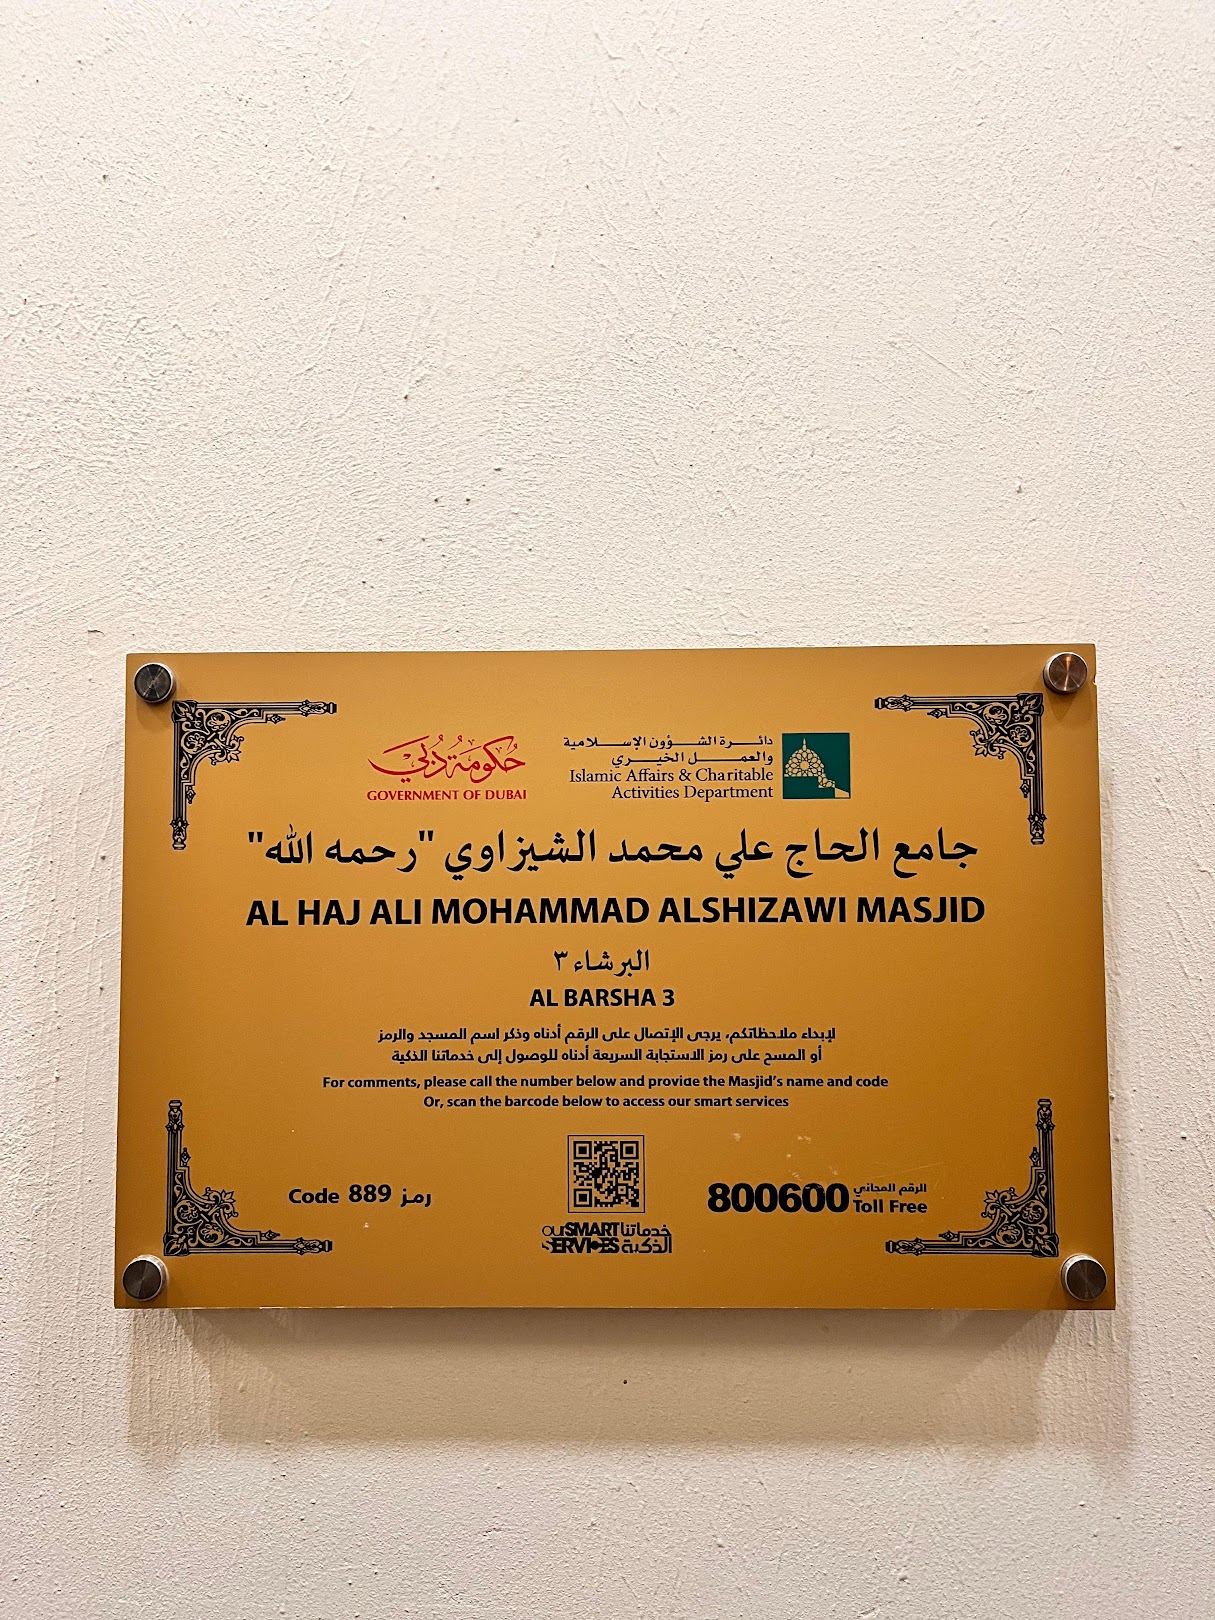 حكومة دبي
GOVERNMENT OF DUBAI
دائرة الشؤون الإسلامية
والعمل الخيري
Islamic Affairs & Charitable
Activities Department
جامع الحاج علي محمد الشيزاوي "رحمه الله"
AL HAJ ALI MOHAMMAD ALSHIZAWI MASJID
البرشاء ٣
AL BARSHA 3
لإبداء ملاحظاتكم، يرجى الإتصال على الرقم أدناه وذكر اسم المسجد والرمز
أو المسح على رمز الاستجابة السريعة أدناه للوصول إلى خدماتنا الذكية
For comments, please call the number below and provide the Masjid's name and code
Or, scan the barcode below to access our smart services
Code 889 رمز
ourSMART خدماتنا
SERVICES الذكية
800600
الرقم المجاني
Toll Free